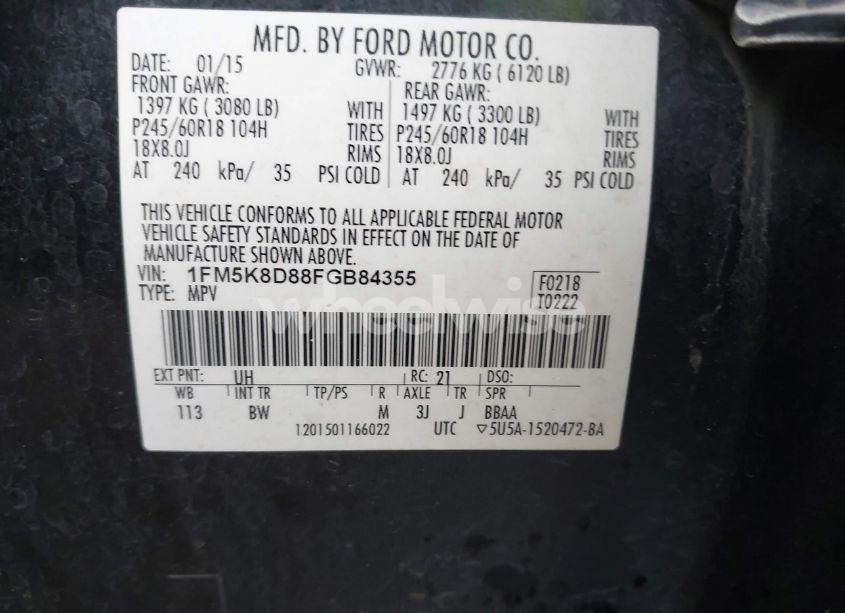 MFD. BY FORD MOTOR CO.
DATE: 01/15 GVWR: 2776 KG ( 6120 LB)
FRONT GAWR: REAR GAWR:
1397 KG ( 3080 LB) WITH 1497 KG ( 3300 LB) WITH
P245/60R18 104H TIRES P245/60R18 104H TIRES
18X8.0J RIMS 18X8.0J RIMS
AT 240 kPa/ 35 PSI COLD AT 240 kPa/ 35 PSI COLD
THIS VEHICLE CONFORMS TO ALL APPLICABLE FEDERAL MOTOR
VEHICLE SAFETY STANDARDS IN EFFECT ON THE DATE OF
MANUFACTURE SHOWN ABOVE.
VIN: 1FM5K8D88FGB84355 F0218
TYPE: MPV T0222
wheelwise
EXT PNT: UH RC: 21 DSO:
WB INT TR TP/PS R AXLE TR SPR
113 BW M 3J J BBAA
1201501166022 UTC ▽5U5A-1520472-BA